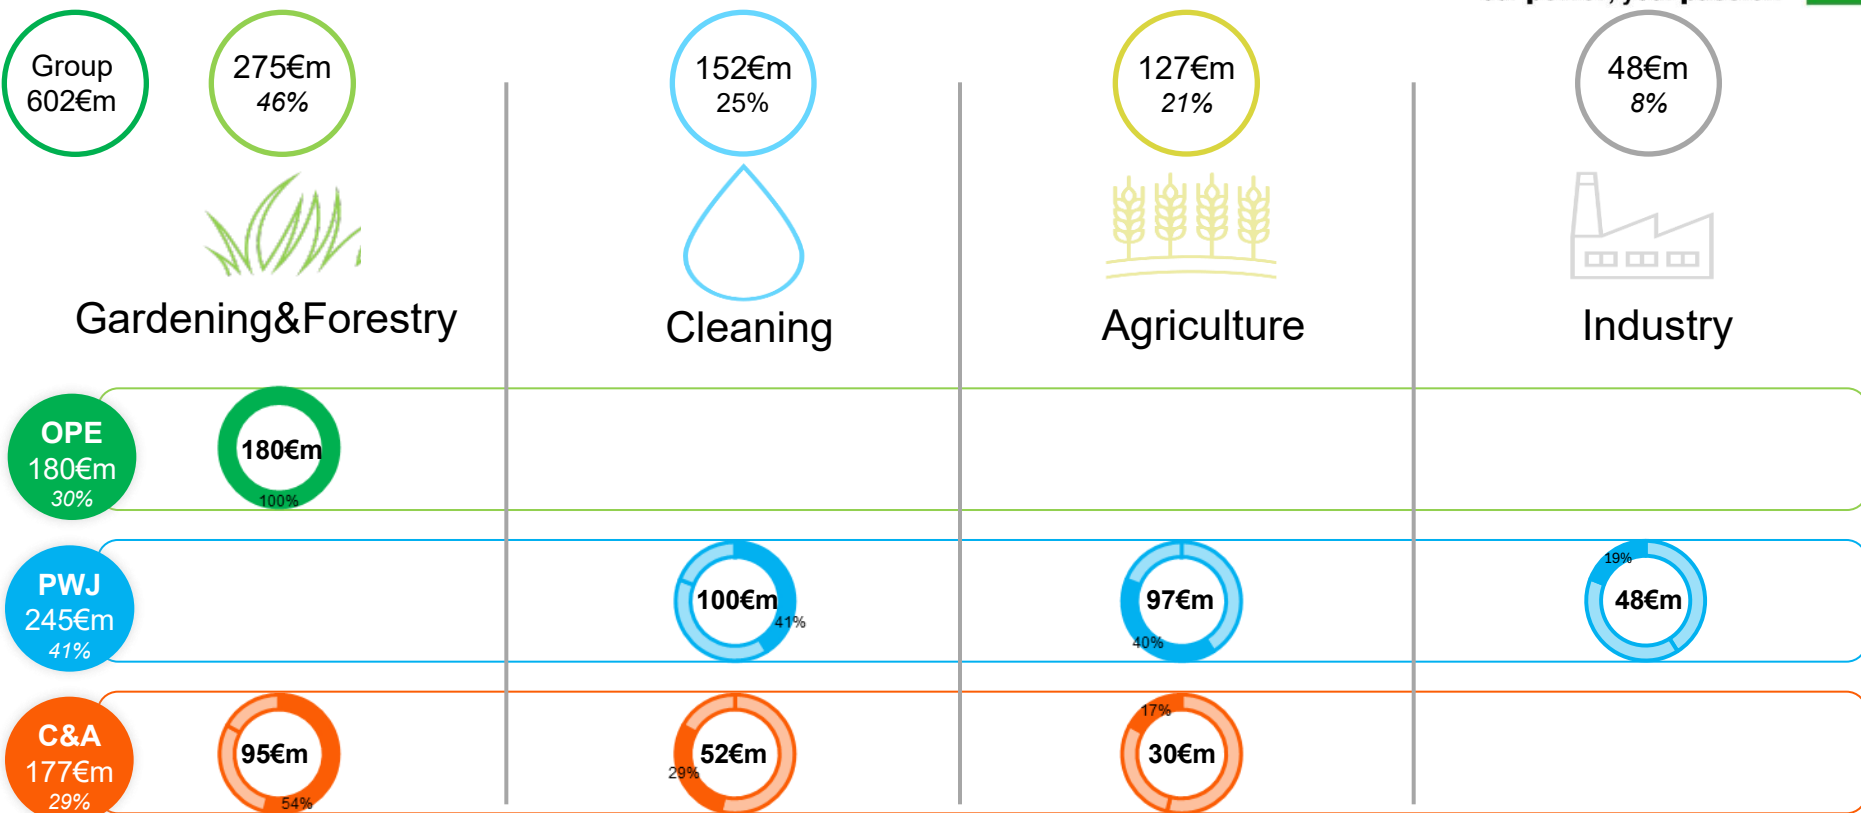 Group
602€m
275€m
46%
152€m
25%
127€m
21%
48€m
8%
Gardening&Forestry
Cleaning
Agriculture
Industry
OPE
180€m
30%
180€m
100%
PWJ
245€m
41%
100€m
41%
97€m
40%
19%
48€m
C&A
177€m
29%
95€m
54%
52€m
29%
17%
30€m